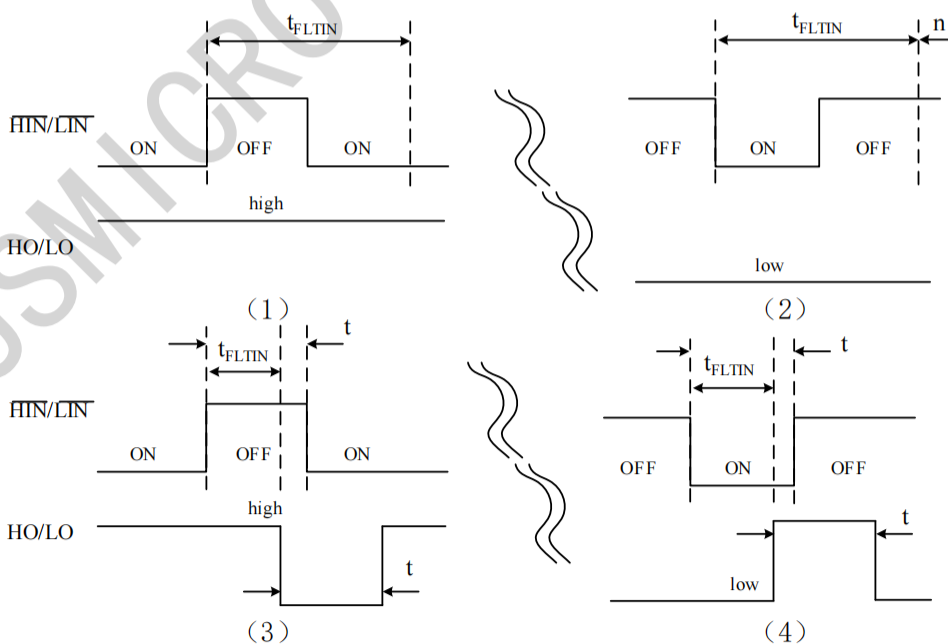 tFLTIN
tFLTIN
n
HIN/LIN
ON
OFF
ON
OFF
ON
OFF
high
HO/LO
low
(1)
(2)
t
tFLTIN
t
tFLTIN
HIN/LIN
ON
OFF
ON
OFF
ON
OFF
high
HO/LO
t
low
t
(3)
(4)